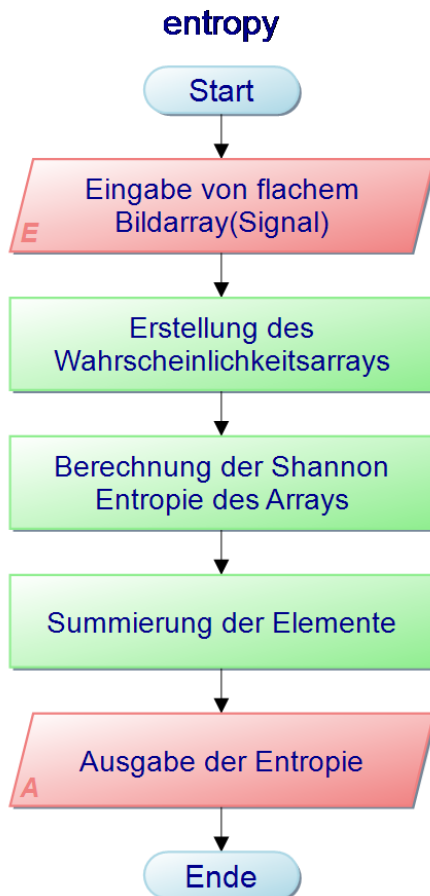 entropy
Start
Eingabe von flachem
Bildarray(Signal)
E
Erstellung des
Wahrscheinlichkeitsarrays
Berechnung der Shannon
Entropie des Arrays
Summierung der Elemente
Ausgabe der Entropie
A
Ende